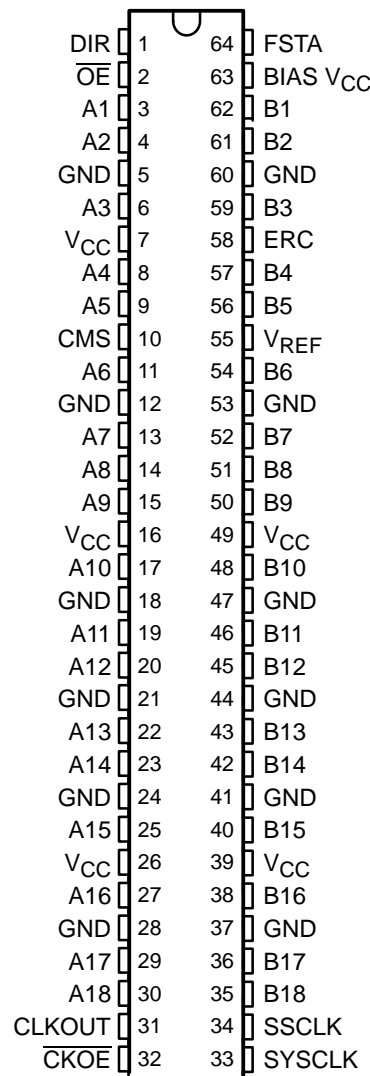 DIR 1 64 FSTA
O̅E̅ 2 63 BIAS VCC
A1 3 62 B1
A2 4 61 B2
GND 5 60 GND
A3 6 59 B3
VCC 7 58 ERC
A4 8 57 B4
A5 9 56 B5
CMS 10 55 VREF
A6 11 54 B6
GND 12 53 GND
A7 13 52 B7
A8 14 51 B8
A9 15 50 B9
VCC 16 49 VCC
A10 17 48 B10
GND 18 47 GND
A11 19 46 B11
A12 20 45 B12
GND 21 44 GND
A13 22 43 B13
A14 23 42 B14
GND 24 41 GND
A15 25 40 B15
VCC 26 39 VCC
A16 27 38 B16
GND 28 37 GND
A17 29 36 B17
A18 30 35 B18
CLKOUT 31 34 SSCLK
C̅K̅O̅E̅ 32 33 SYSCLK